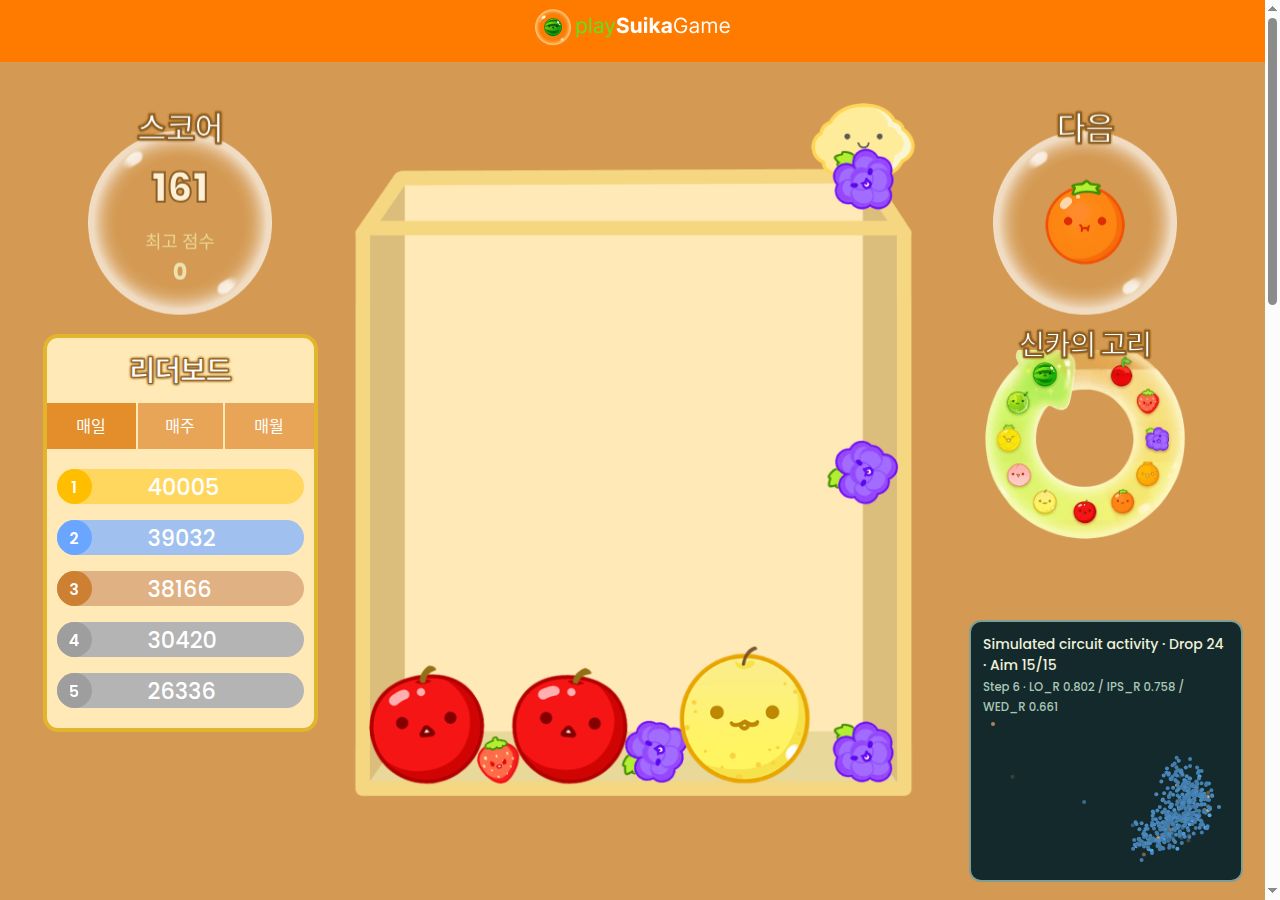 playSuikaGame
스코어
161
최고 점수
0
리더보드
매일 매주 매월
1 40005
2 39032
3 38166
4 30420
5 26336
다음
신카의 고리
Simulated circuit activity · Drop 24
· Aim 15/15
Step 6 · LO_R 0.802 / IPS_R 0.758 /
WED_R 0.661